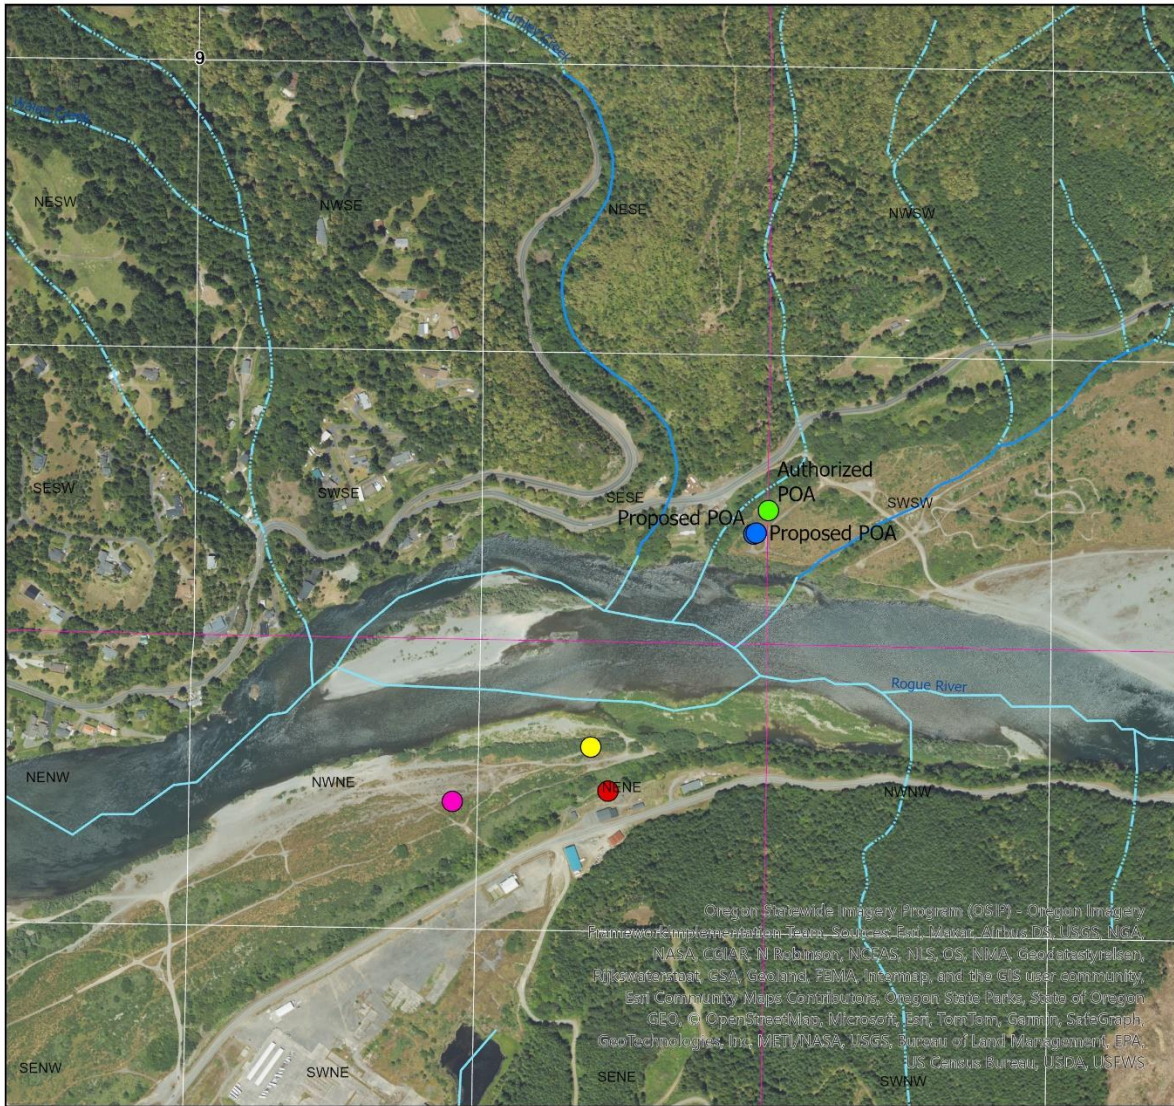 9
NESW
NWSE
NESE
NWSW
SESW
SWSE
SESE
SWSW
Authorized
POA
Proposed POA
Proposed POA
Rogue River
NENW
NWNE
NENE
NWNW
Oregon Statewide Imagery Program (OSIP) - Oregon Imagery
Framework Implementation Team, Sources: Esri, Maxar, Airbus DS, USGS, NGA,
NASA, CGIAR, N Robinson, NCEAS, NLS, OS, NMA, Geodatastyrelsen,
Rijkswaterstaat, GSA, Geoland, FEMA, Intermap, and the GIS user community,
Esri Community Maps Contributors, Oregon State Parks, State of Oregon
GEO, © OpenStreetMap, Microsoft, Esri, TomTom, Garmin, SafeGraph,
GeoTechnologies, Inc, METI/NASA, USGS, Bureau of Land Management, EPA,
US Census Bureau, USDA, USFWS
SENW
SWNE
SENE
SWNW